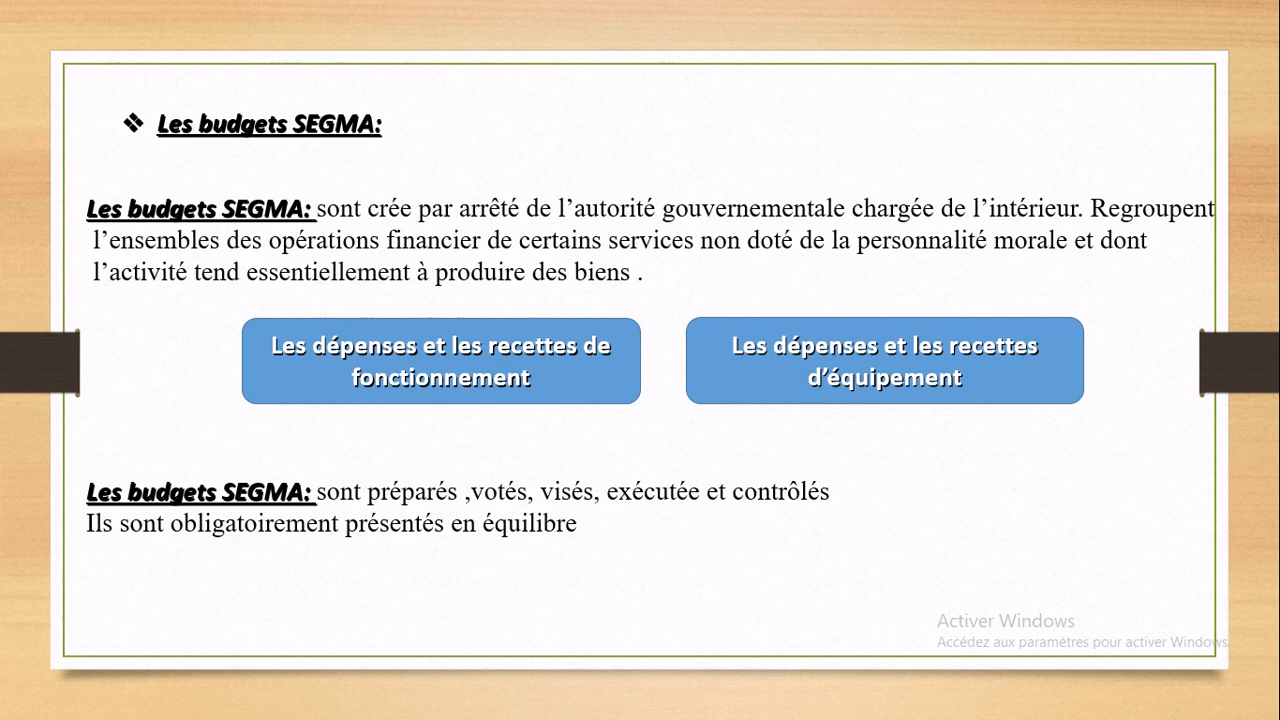 ❖ Les budgets SEGMA:
Les budgets SEGMA: sont crée par arrêté de l’autorité gouvernementale chargée de l’intérieur. Regroupent
l’ensembles des opérations financier de certains services non doté de la personnalité morale et dont
l’activité tend essentiellement à produire des biens .
Les dépenses et les recettes de
fonctionnement
Les dépenses et les recettes
d’équipement
Les budgets SEGMA: sont préparés ,votés, visés, exécutée et contrôlés
Ils sont obligatoirement présentés en équilibre
Activer Windows
Accédez aux paramètres pour activer Windows.